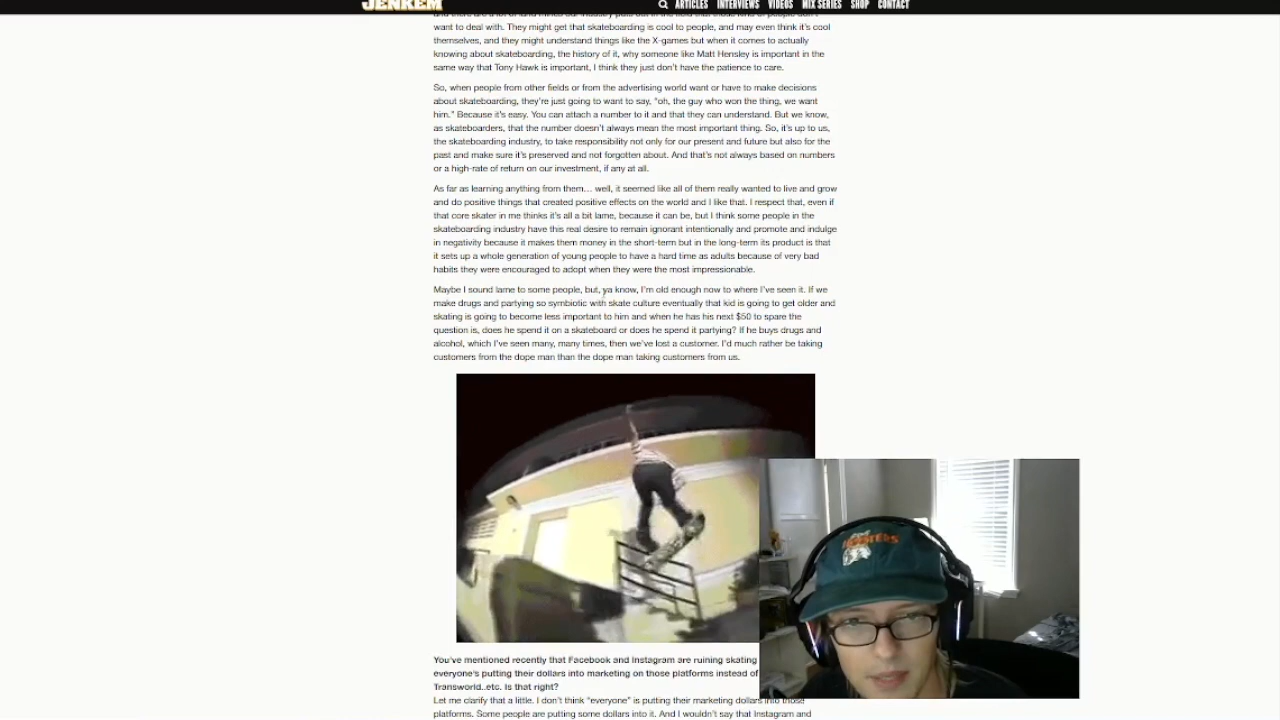 JENKEM
ARTICLES INTERVIEWS VIDEOS MIX SERIES SHOP CONTACT
want to deal with. They might get that skateboarding is cool to people, and may even think it's cool
themselves, and they might understand things like the X-games but when it comes to actually
knowing about skateboarding, the history of it, why someone like Matt Hensley is important in the
same way that Tony Hawk is important, I think they just don't have the patience to care.
So, when people from other fields or from the advertising world want or have to make decisions
about skateboarding, they're just going to want to say, "oh, the guy who won the thing, we want
him." Because it's easy. You can attach a number to it and that they can understand. But we know,
as skateboarders, that the number doesn't always mean the most important thing. So, it's up to us,
the skateboarding industry, to take responsibility not only for our present and future but also for the
past and make sure it's preserved and not forgotten about. And that's not always based on numbers
or a high-rate of return on our investment, if any at all.
As far as learning anything from them… well, it seemed like all of them really wanted to live and grow
and do positive things that created positive effects on the world and I like that. I respect that, even if
that core skater in me thinks it's all a bit lame, because it can be, but I think some people in the
skateboarding industry have this real desire to remain ignorant intentionally and promote and indulge
in negativity because it makes them money in the short-term but in the long-term its product is that
it sets up a whole generation of young people to have a hard time as adults because of very bad
habits they were encouraged to adopt when they were the most impressionable.
Maybe I sound lame to some people, but, ya know, I'm old enough now to where I've seen it. If we
make drugs and partying so symbiotic with skate culture eventually that kid is going to get older and
skating is going to become less important to him and when he has his next $50 to spare the
question is, does he spend it on a skateboard or does he spend it partying? If he buys drugs and
alcohol, which I've seen many, many times, then we've lost a customer. I'd much rather be taking
customers from the dope man than the dope man taking customers from us.
You've mentioned recently that Facebook and Instagram are ruining skating
everyone's putting their dollars into marketing on those platforms instead of
Transworld..etc. Is that right?
Let me clarify that a little. I don't think "everyone" is putting their marketing dollars into those
platforms. Some people are putting some dollars into it. And I wouldn't say that Instagram and